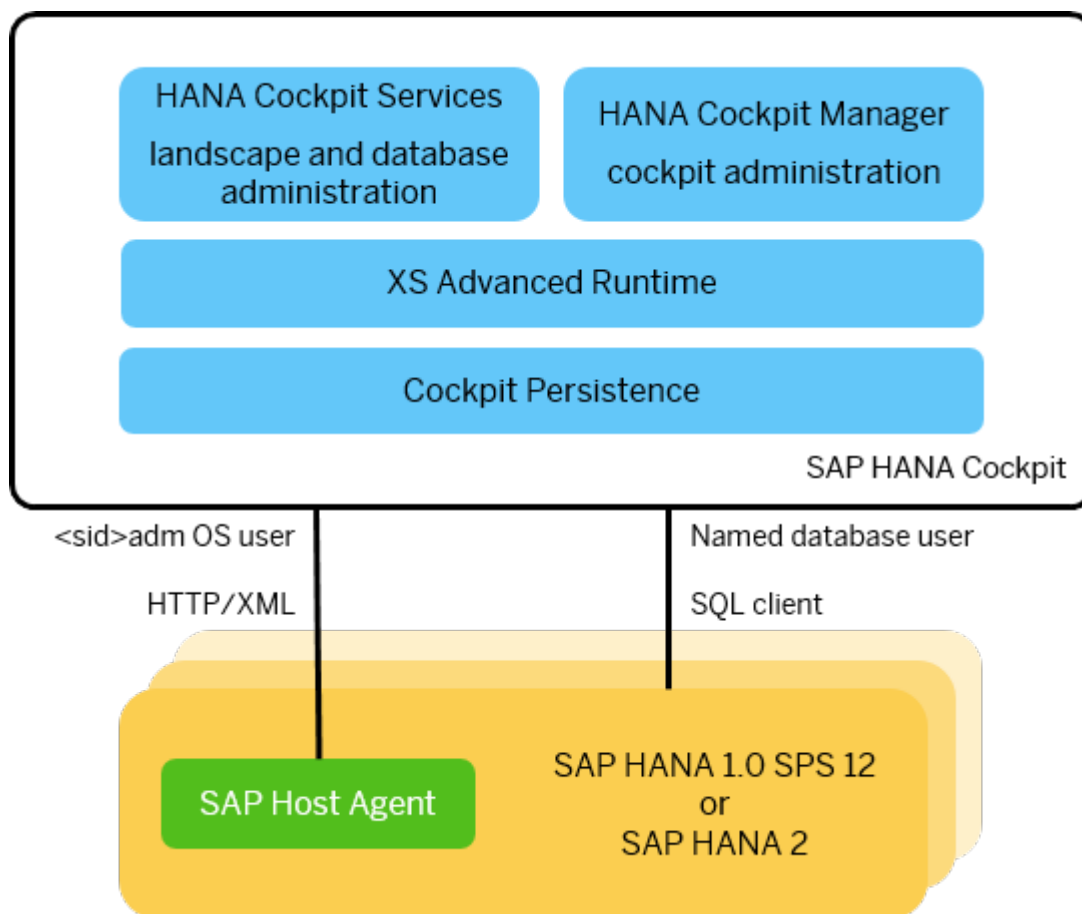 HANA Cockpit Services
landscape and database
administration
HANA Cockpit Manager
cockpit administration
XS Advanced Runtime
Cockpit Persistence
SAP HANA Cockpit
<sid>adm OS user
Named database user
HTTP/XML
SQL client
SAP Host Agent
SAP HANA 1.0 SPS 12
or
SAP HANA 2